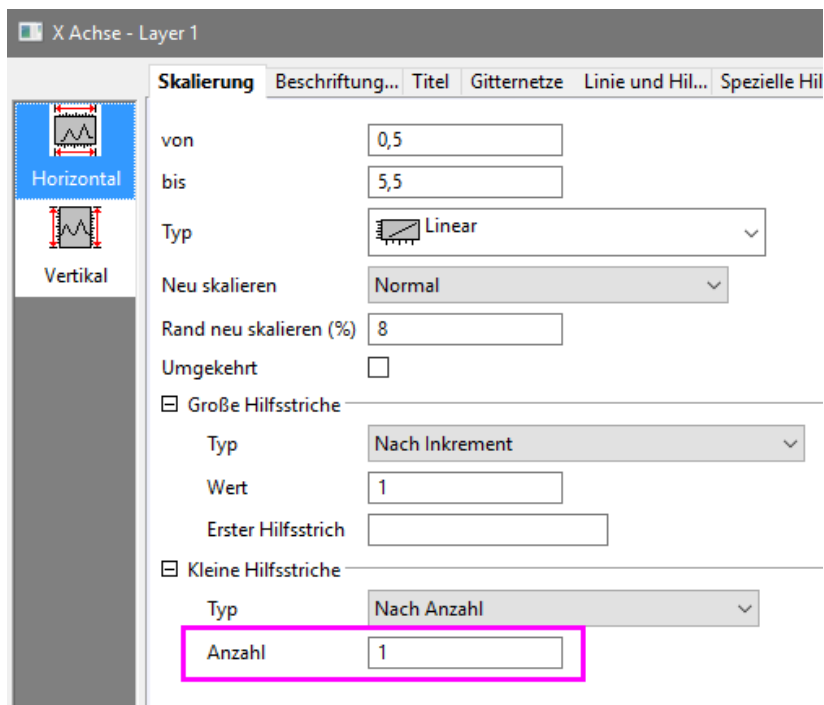 X Achse - Layer 1
Skalierung Beschriftung... Titel Gitternetze Linie und Hil... Spezielle Hil
Horizontal
Vertikal
von 0,5
bis 5,5
Typ Linear
Neu skalieren Normal
Rand neu skalieren (%) 8
Umgekehrt
Große Hilfsstriche
Typ Nach Inkrement
Wert 1
Erster Hilfsstrich
Kleine Hilfsstriche
Typ Nach Anzahl
Anzahl 1